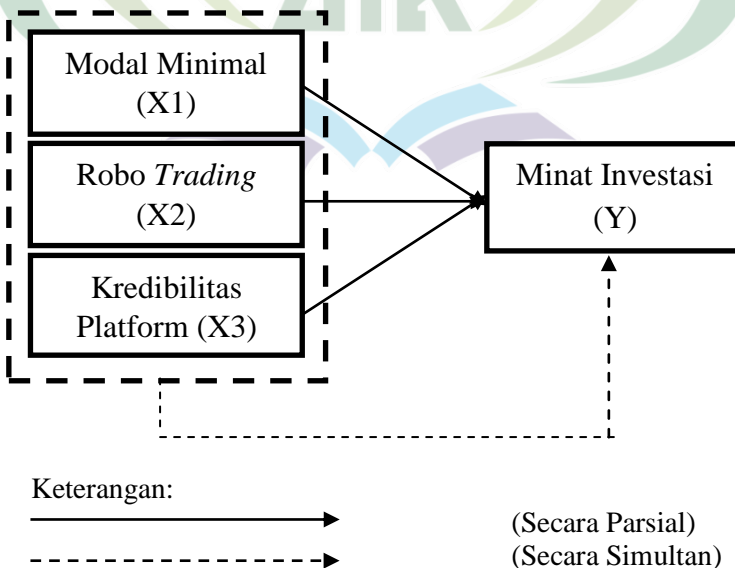 Modal Minimal
(X1)
Robo Trading
(X2)
Kredibilitas
Platform (X3)
Minat Investasi
(Y)
Keterangan:
(Secara Parsial)
(Secara Simultan)